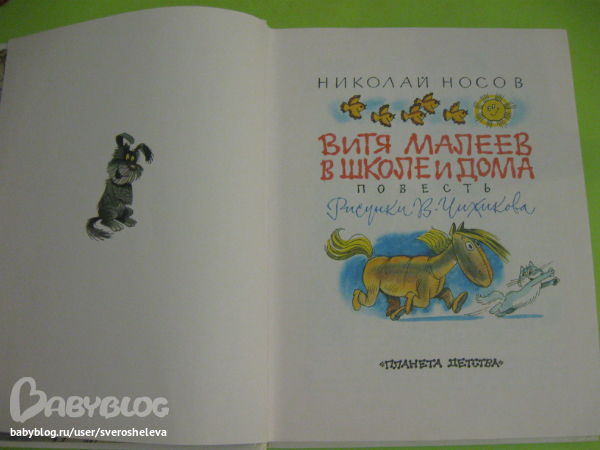 НИКОЛАЙ НОСОВ
ВИТЯ МАЛЕЕВ
В ШКОЛЕ И ДОМА
ПОВЕСТЬ
Рисунки В. Чижикова
«ПЛАНЕТА ДЕТСТВА»
BABYBLOG
babyblog.ru/user/sverosheleva